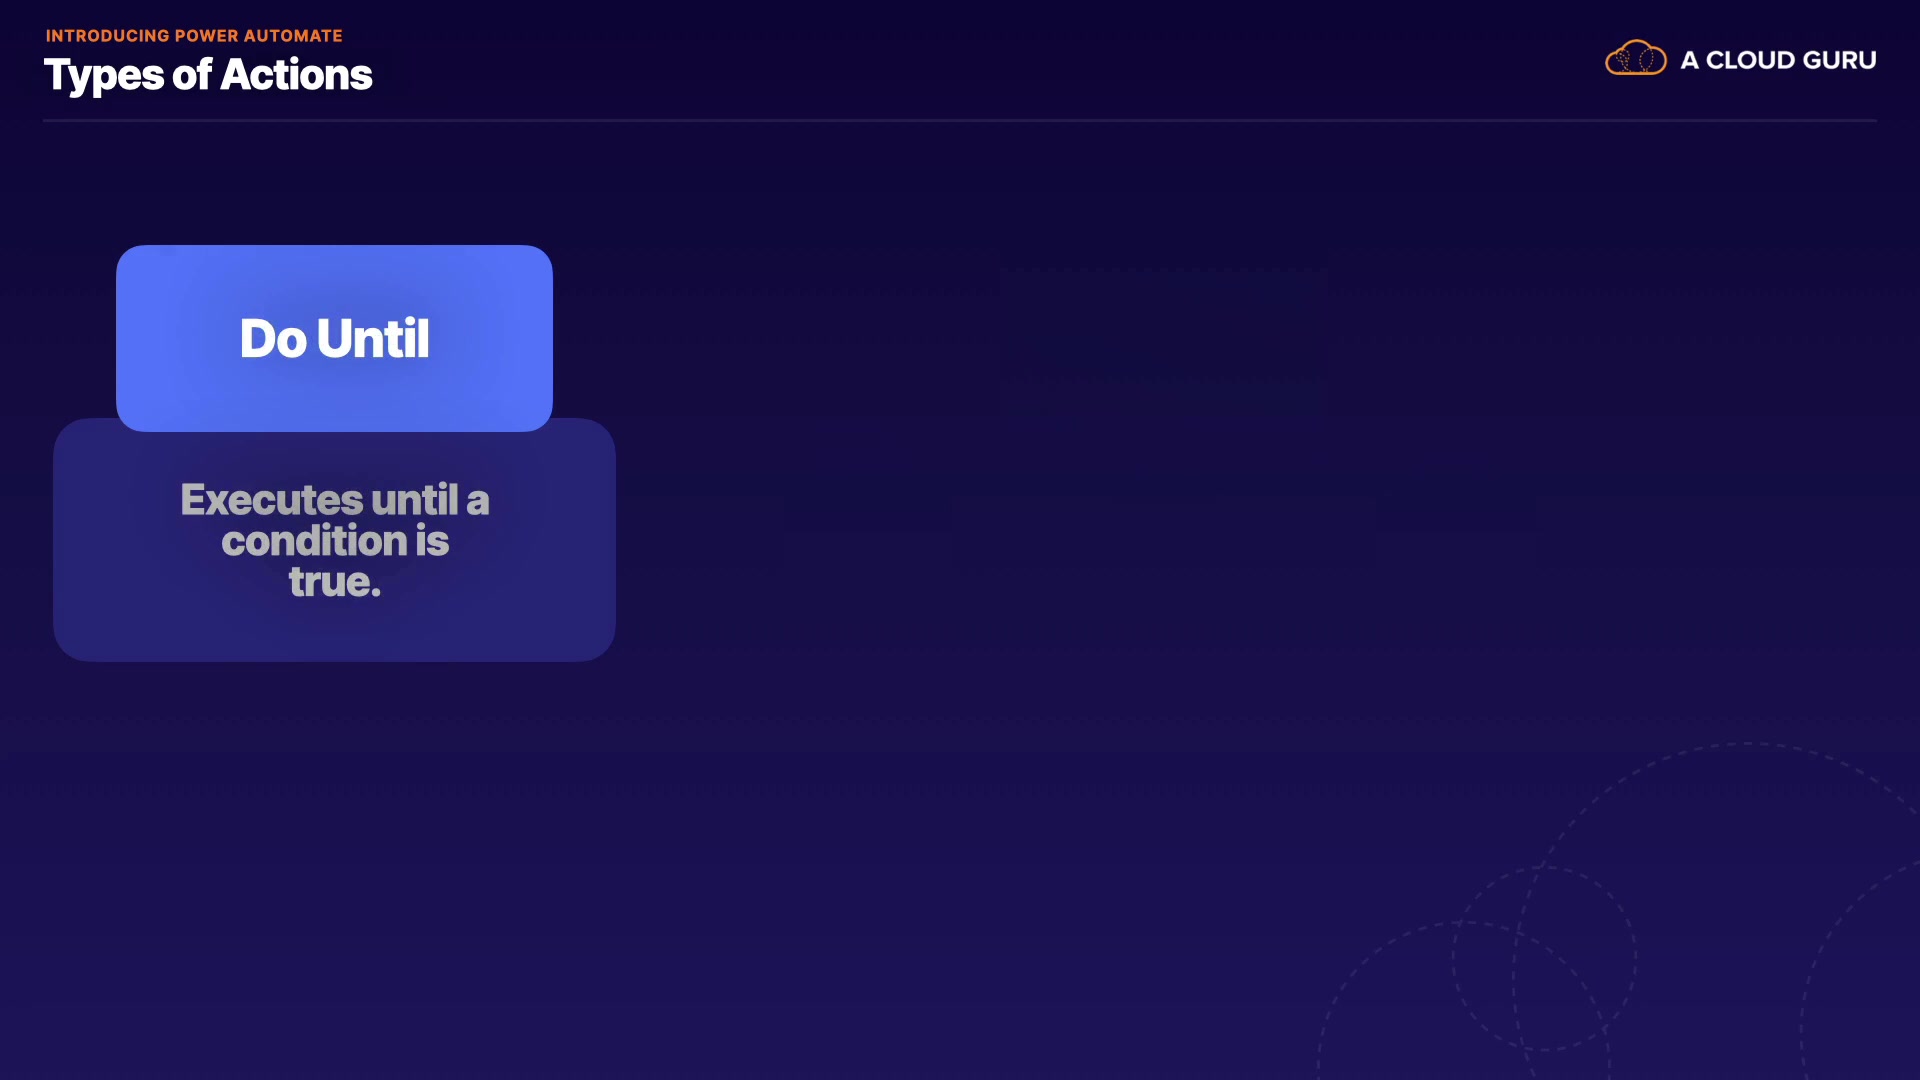 INTRODUCING POWER AUTOMATE
Types of Actions
A CLOUD GURU
Do Until
Executes until a
condition is
true.